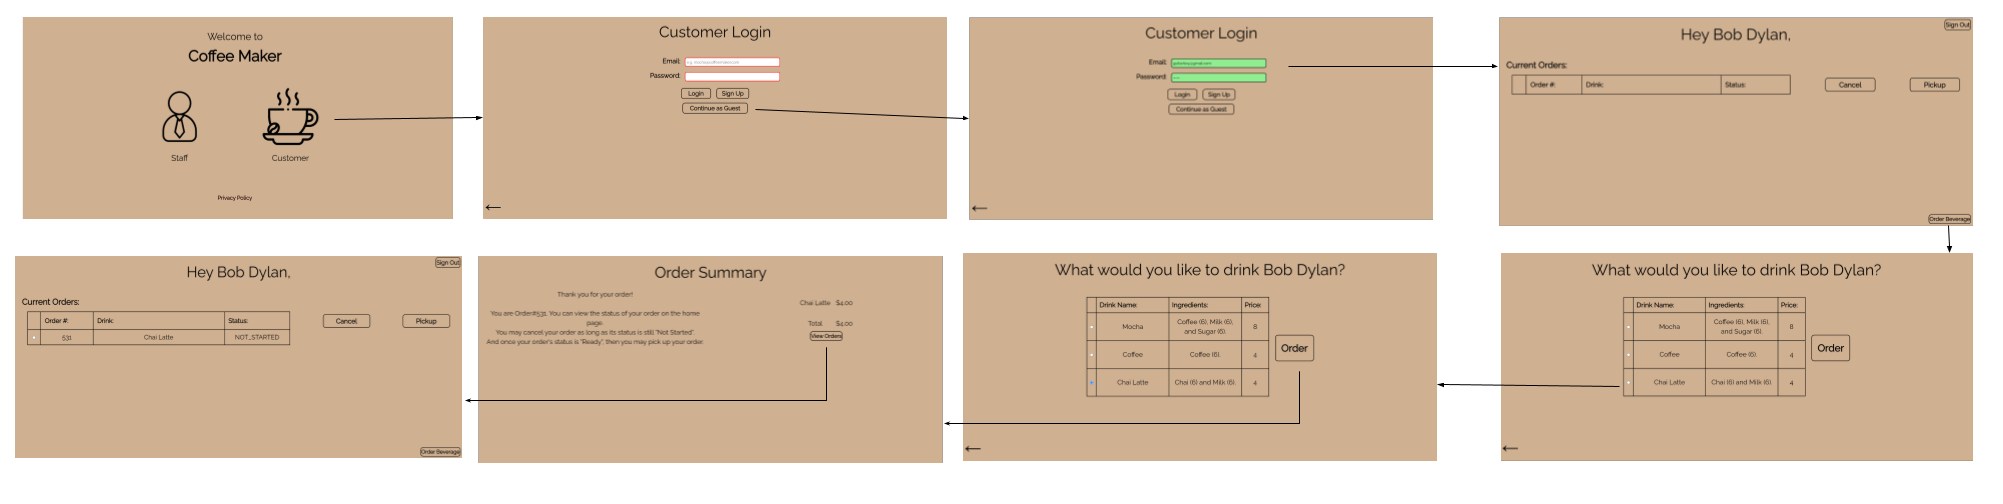 Welcome to
Coffee Maker
Staff
Customer
Privacy Policy
Customer Login
Email:
Password:
Login
Sign Up
Continue as Guest
←
Customer Login
Email:
Password:
Login
Sign Up
Continue as Guest
←
Sign Out
Hey Bob Dylan,
Current Orders:
Order #: Drink: Status:
Cancel
Pickup
Order Beverage
What would you like to drink Bob Dylan?
Drink Name: Ingredients: Price:
Mocha Coffee (6), Milk (6), and Sugar (6). 8
Coffee Coffee (6). 4
Chai Latte Chai (6) and Milk (6). 4
Order
←
What would you like to drink Bob Dylan?
Drink Name: Ingredients: Price:
Mocha Coffee (6), Milk (6), and Sugar (6). 8
Coffee Coffee (6). 4
Chai Latte Chai (6) and Milk (6). 4
Order
←
Order Summary
Thank you for your order!
You are Order#531. You can view the status of your order on the home
page.
You may cancel your order as long as its status is still "Not Started".
And once your order's status is "Ready", then you may pick up your order.
Chai Latte $4.00
Total $4.00
View Orders
Sign Out
Hey Bob Dylan,
Current Orders:
Order #: Drink: Status:
531 Chai Latte NOT_STARTED
Cancel
Pickup
Order Beverage